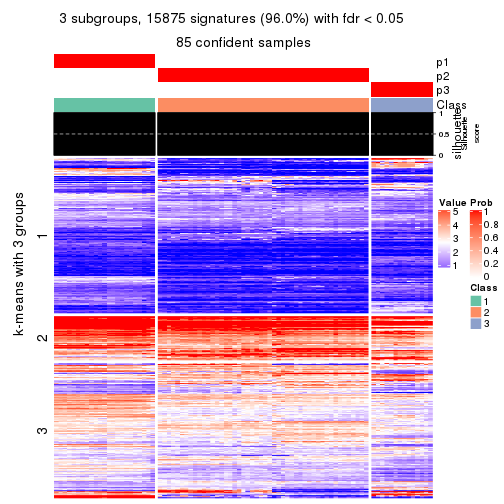 3 subgroups, 15875 signatures (96.0%) with fdr < 0.05
85 confident samples
p1
p2
p3
Class
1
0.5
0
silhouette
Silhouette
score
k-means with 3 groups
1
2
3
Value
5
4
3
2
1
Prob
1
0.8
0.6
0.4
0.2
0
Class
1
2
3